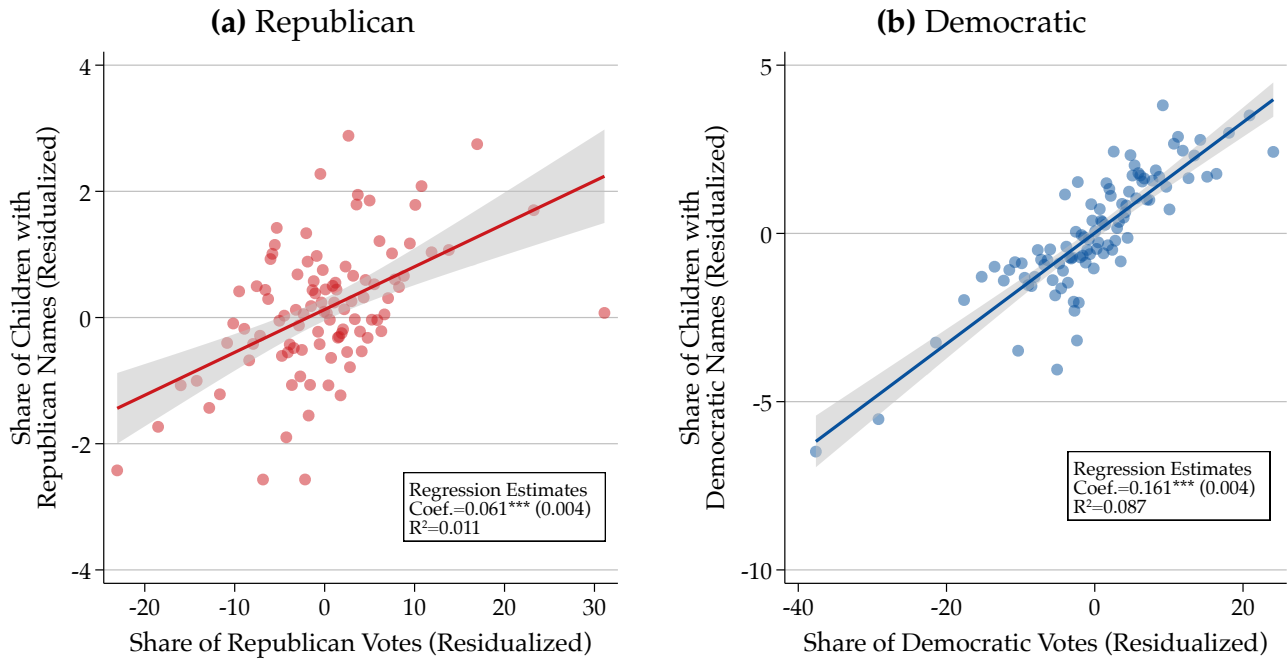 (a) Republican
Share of Children with
Republican Names (Residualized)
4
2
0
-2
-4
-20
-10
0
10
20
30
Share of Republican Votes (Residualized)
Regression Estimates
Coef.=0.061*** (0.004)
R²=0.011
(b) Democratic
Share of Children with
Democratic Names (Residualized)
5
0
-5
-10
-40
-20
0
20
Share of Democratic Votes (Residualized)
Regression Estimates
Coef.=0.161*** (0.004)
R²=0.087